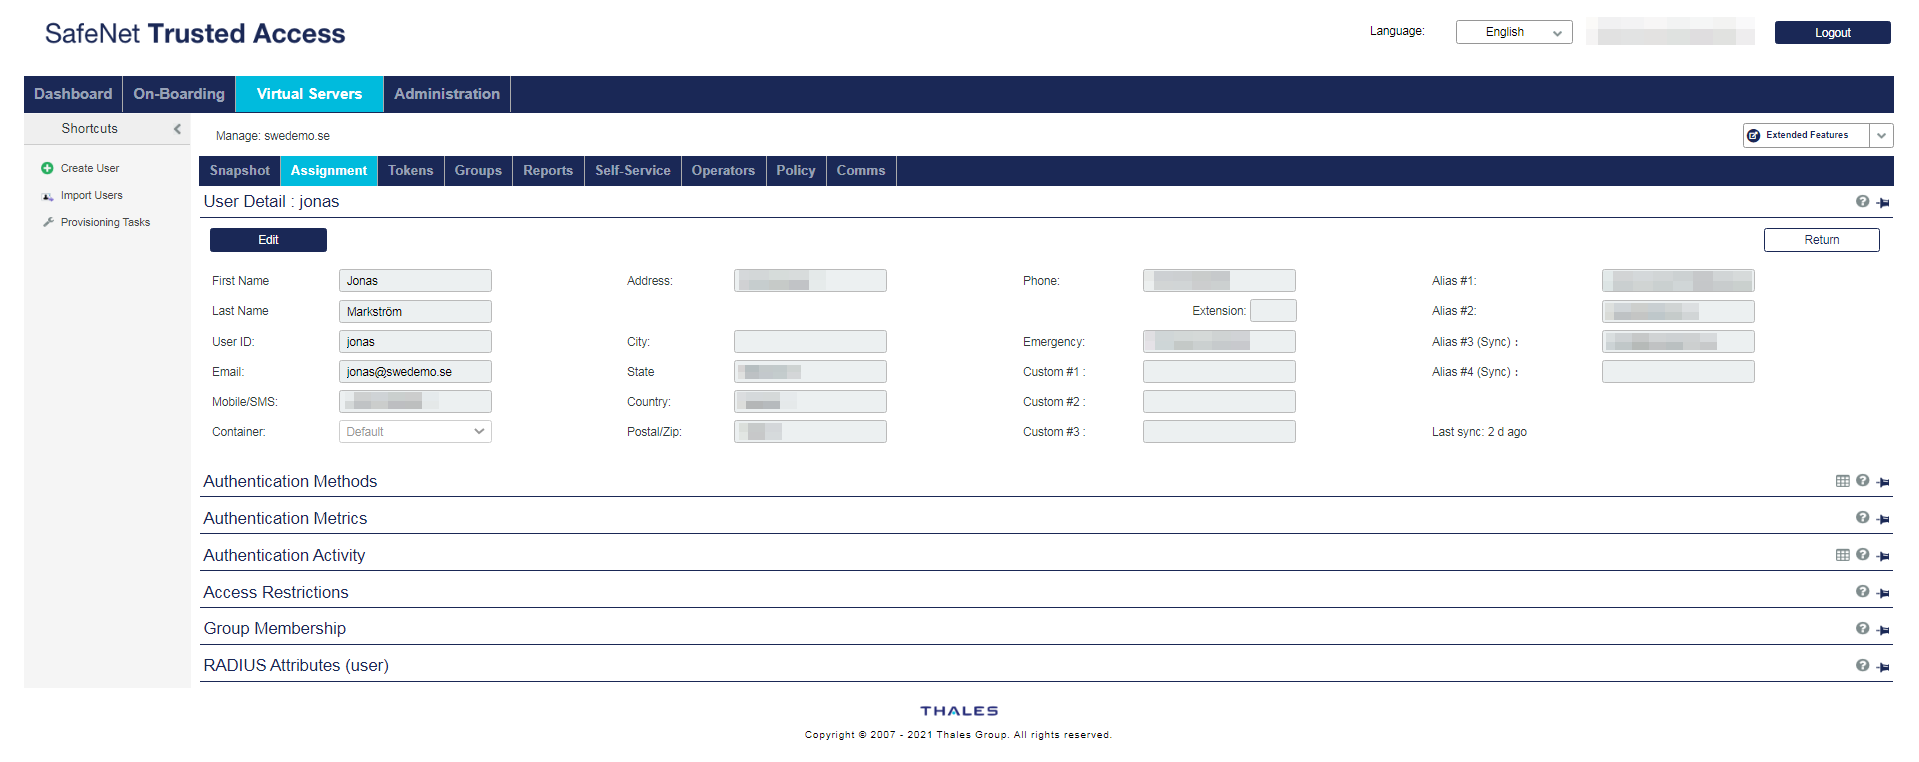 SafeNet Trusted Access
Language: English Logout
Dashboard On-Boarding Virtual Servers Administration
Shortcuts
Create User
Import Users
Provisioning Tasks
Manage: swedemo.se Extended Features
Snapshot Assignment Tokens Groups Reports Self-Service Operators Policy Comms
User Detail : jonas
Edit Return
First Name Jonas Address: Phone: Alias #1:
Last Name Markström Extension: Alias #2:
User ID: jonas City: Emergency: Alias #3 (Sync) :
Email: jonas@swedemo.se State Custom #1 : Alias #4 (Sync) :
Mobile/SMS: Country: Custom #2 :
Container: Default Postal/Zip: Custom #3 : Last sync: 2 d ago
Authentication Methods
Authentication Metrics
Authentication Activity
Access Restrictions
Group Membership
RADIUS Attributes (user)
THALES
Copyright © 2007 - 2021 Thales Group. All rights reserved.